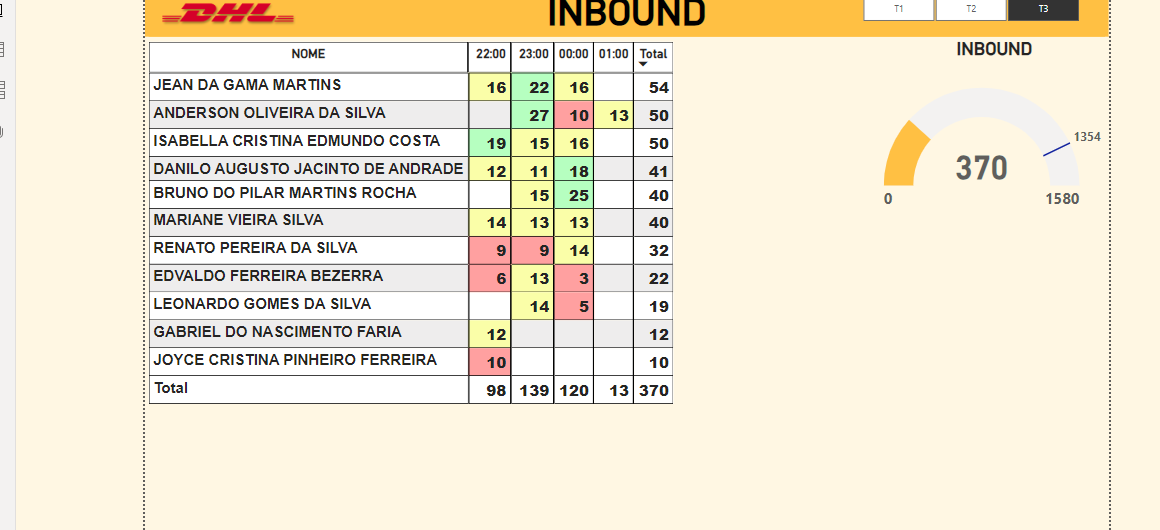 DHL INBOUND T1 T2 T3
NOME 22:00 23:00 00:00 01:00 Total
JEAN DA GAMA MARTINS 16 22 16 54
ANDERSON OLIVEIRA DA SILVA 27 10 13 50
ISABELLA CRISTINA EDMUNDO COSTA 19 15 16 50
DANILO AUGUSTO JACINTO DE ANDRADE 12 11 18 41
BRUNO DO PILAR MARTINS ROCHA 15 25 40
MARIANE VIEIRA SILVA 14 13 13 40
RENATO PEREIRA DA SILVA 9 9 14 32
EDVALDO FERREIRA BEZERRA 6 13 3 22
LEONARDO GOMES DA SILVA 14 5 19
GABRIEL DO NASCIMENTO FARIA 12 12
JOYCE CRISTINA PINHEIRO FERREIRA 10 10
Total 98 139 120 13 370
INBOUND
1354
370
0 1580